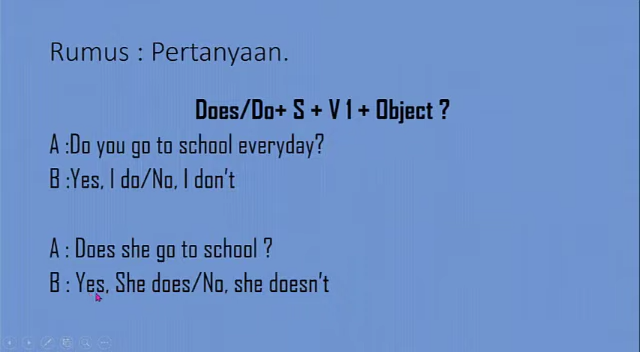 Rumus : Pertanyaan.
Does/Do+ S + V 1 + Object ?
A :Do you go to school everyday?
B :Yes, I do/No, I don't
A : Does she go to school ?
B : Yes, She does/No, she doesn't